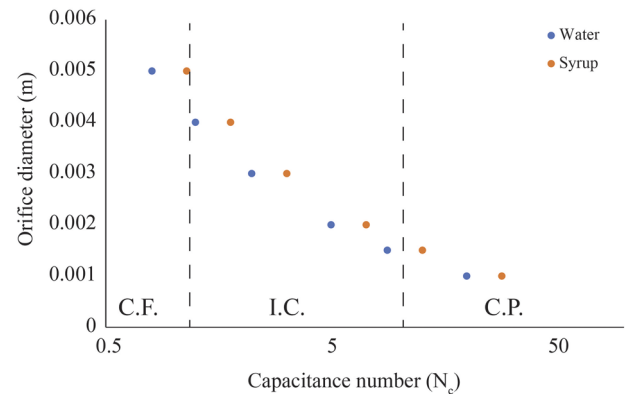 0.006
Water
0.005
Syrup
0.004
0.003
0.002
0.001
0
Orifice diameter (m)
C.F.
I.C.
C.P.
0.5
5
50
Capacitance number (Nc)